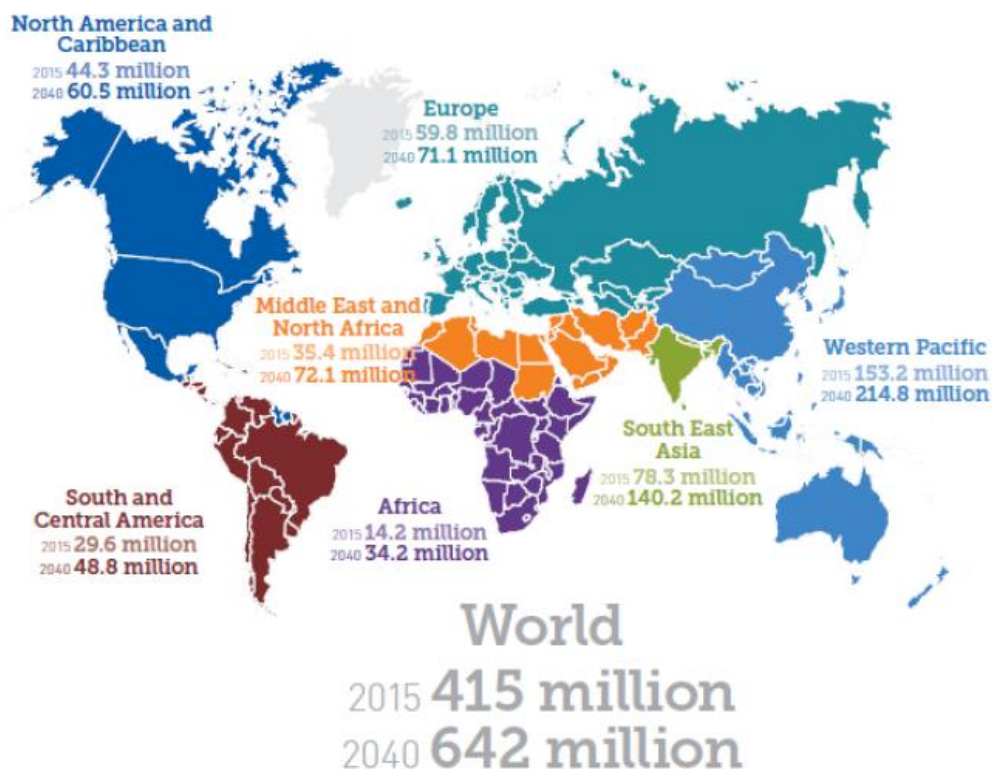 North America and
Caribbean
2015 44.3 million
2040 60.5 million
Europe
2015 59.8 million
2040 71.1 million
Middle East and
North Africa
2015 35.4 million
2040 72.1 million
Western Pacific
2015 153.2 million
2040 214.8 million
South East
Asia
2015 78.3 million
2040 140.2 million
South and
Central America
2015 29.6 million
2040 48.8 million
Africa
2015 14.2 million
2040 34.2 million
World
2015 415 million
2040 642 million